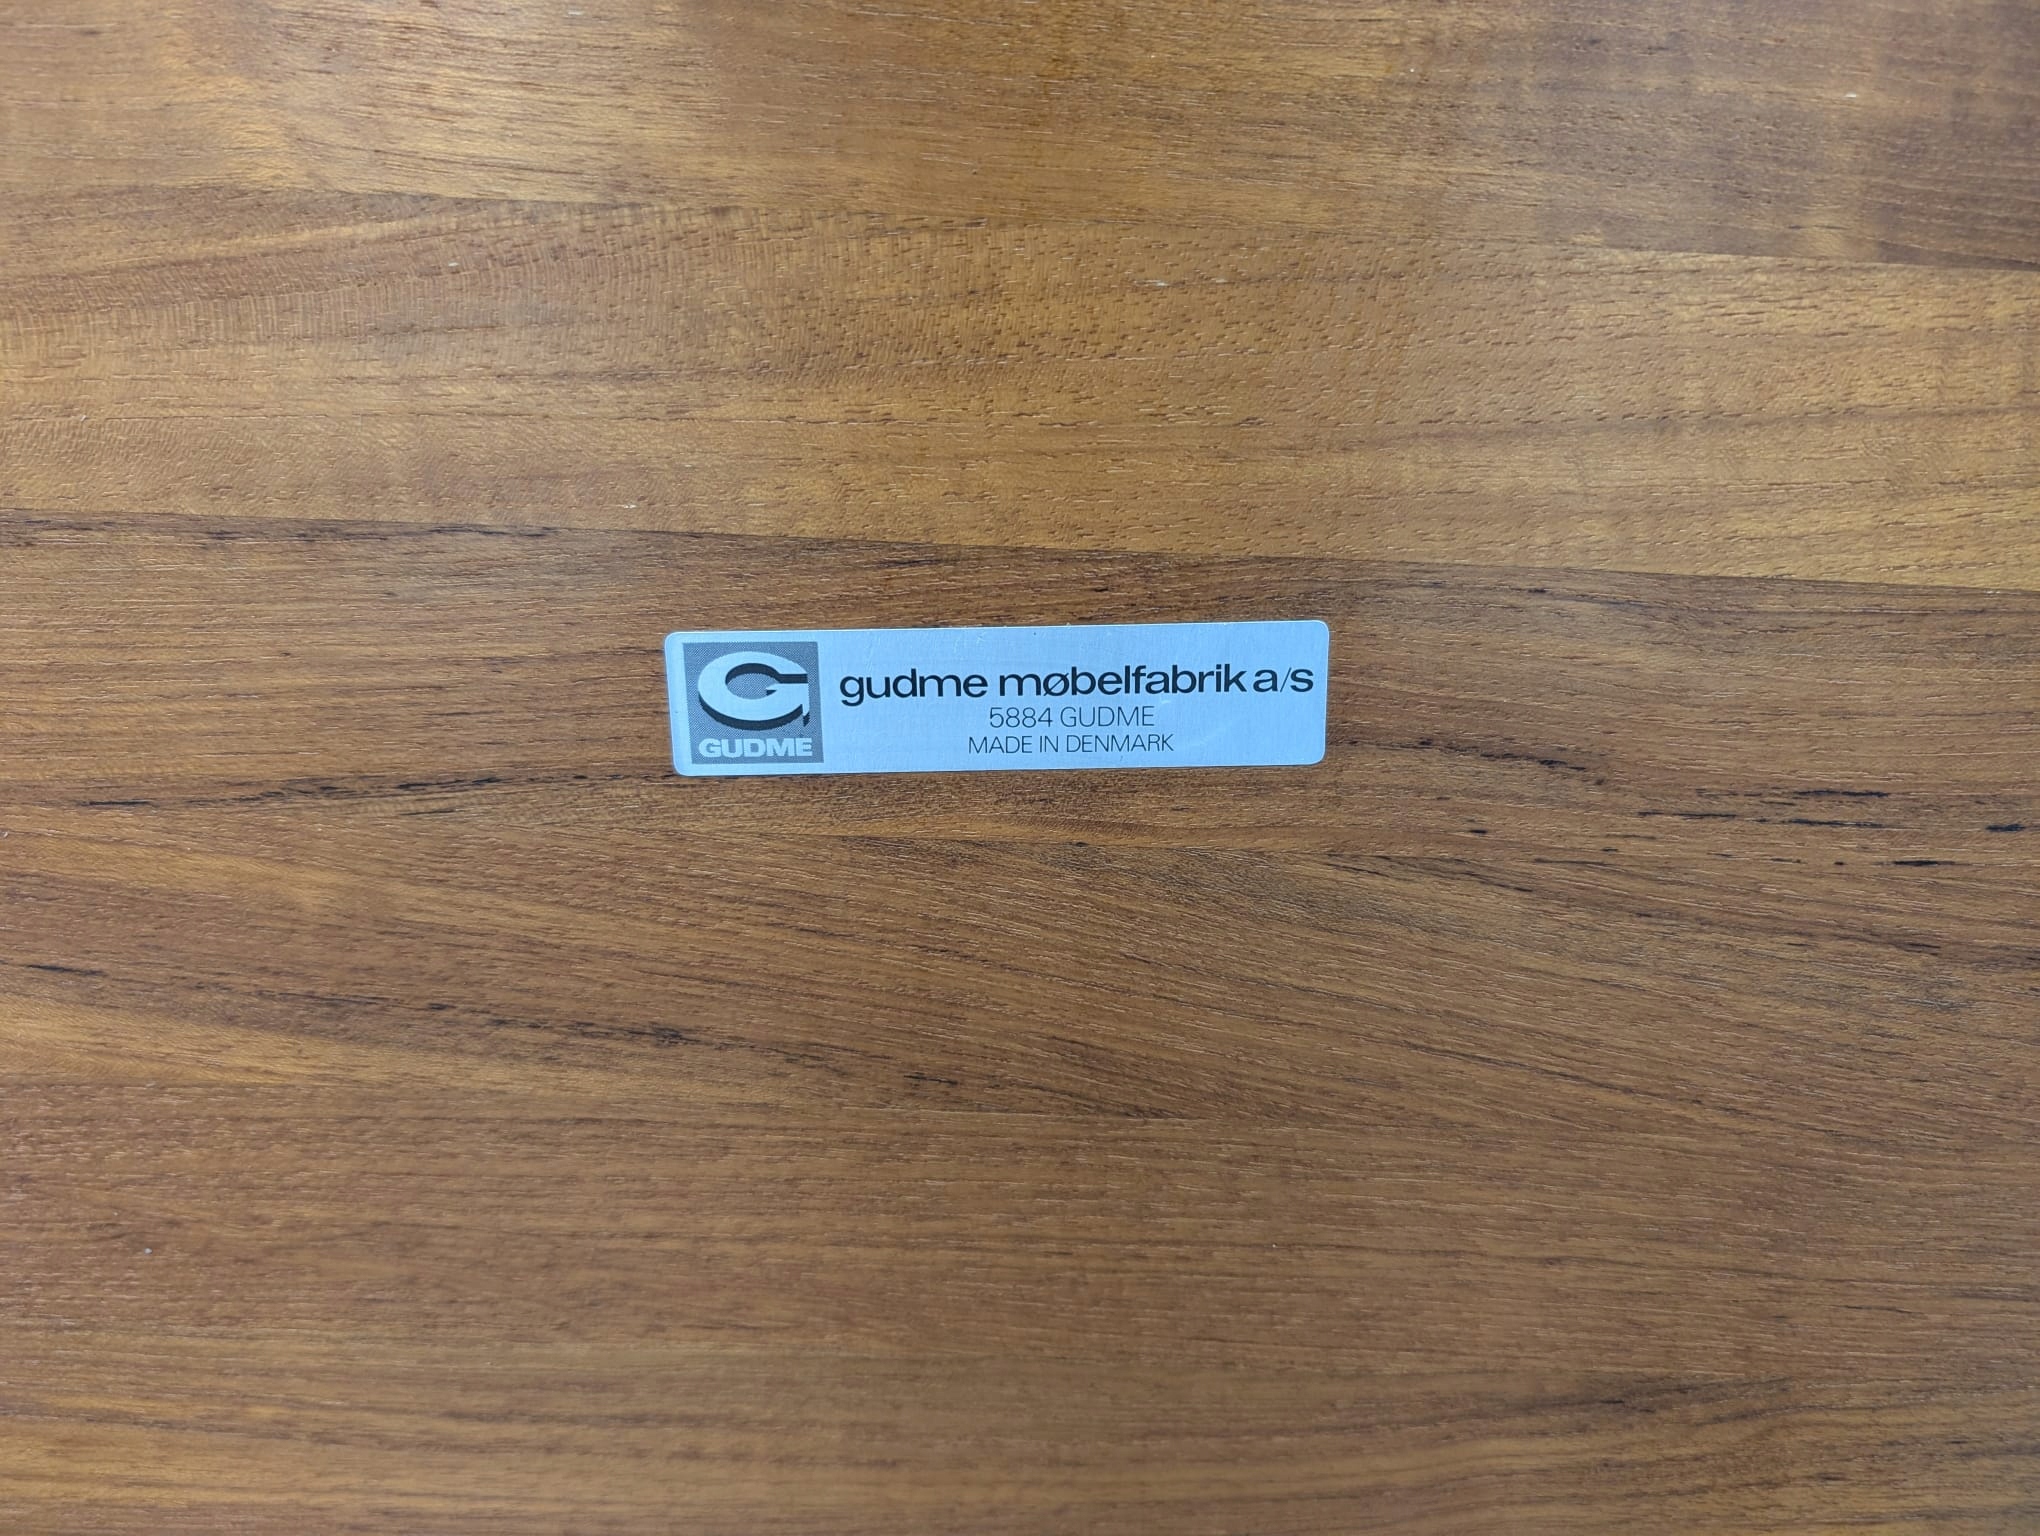 G
GUDME
gudme møbelfabrik a/s
5884 GUDME
MADE IN DENMARK